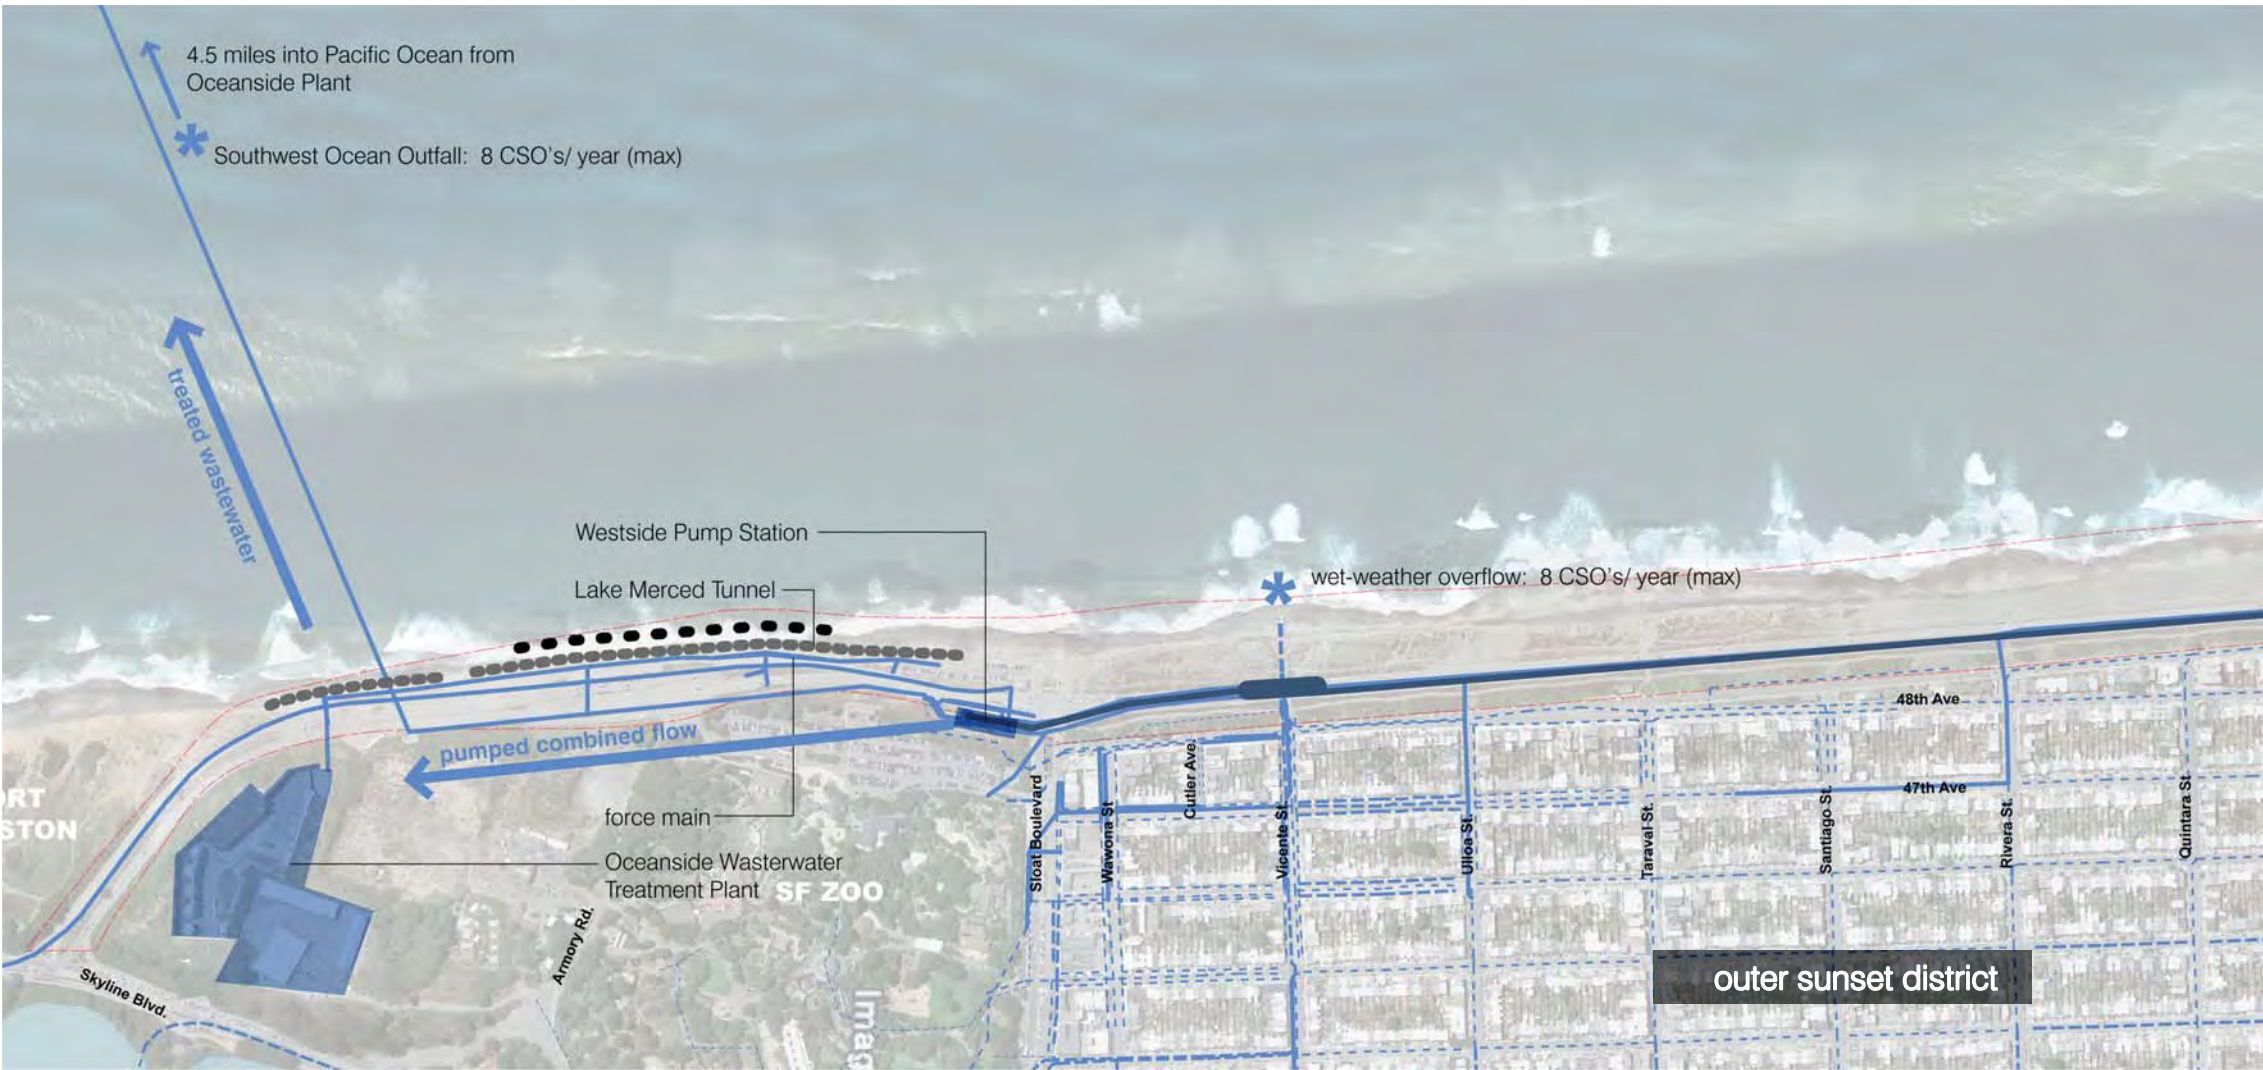 4.5 miles into Pacific Ocean from
Oceanside Plant
Southwest Ocean Outfall: 8 CSO's/ year (max)
treated wastewater
Westside Pump Station
Lake Merced Tunnel
wet-weather overflow: 8 CSO's/ year (max)
pumped combined flow
force main
Oceanside Wasterwater
Treatment Plant
SF ZOO
ORT
STON
Skyline Blvd.
Armory Rd.
Imag
Sloat Boulevard
Wawona St
Cutler Ave.
Vicente St.
Ulloa St.
Taraval St.
Santiago St.
Rivera St.
Quintara St.
48th Ave
47th Ave
outer sunset district